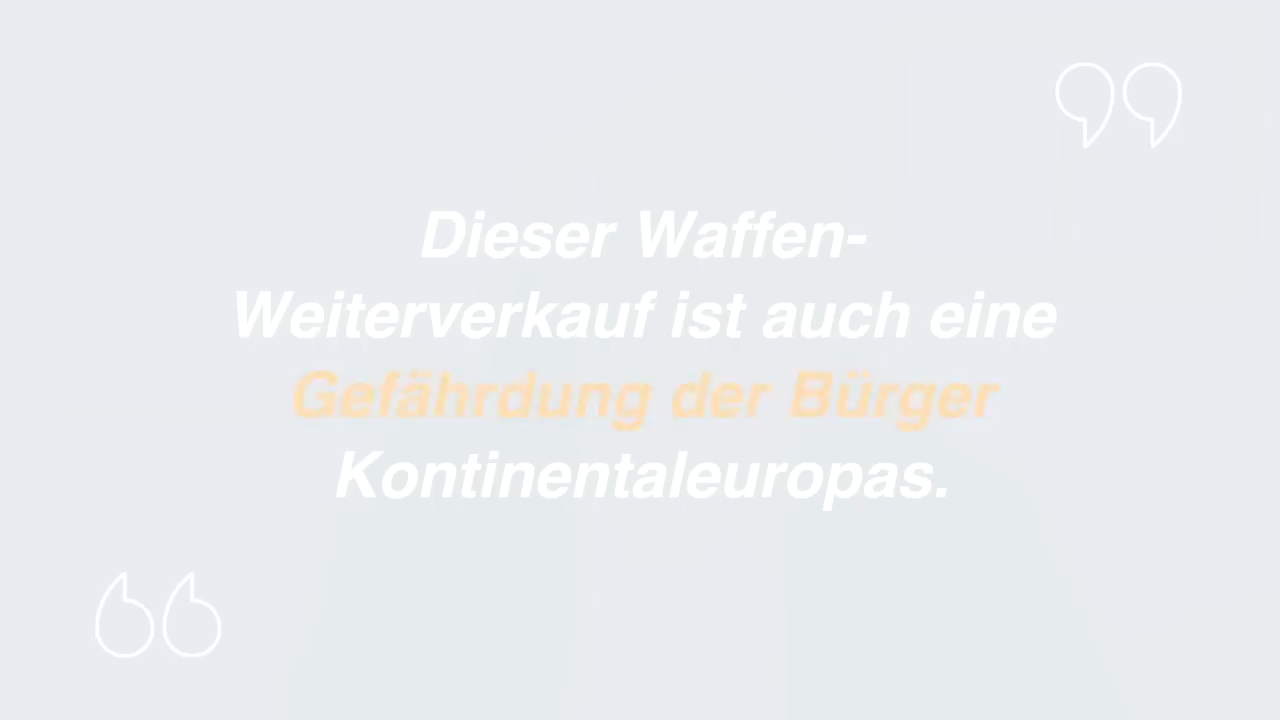 Dieser Waffen-
Weiterverkauf ist auch eine
Gefährdung der Bürger
Kontinentaleuropas.